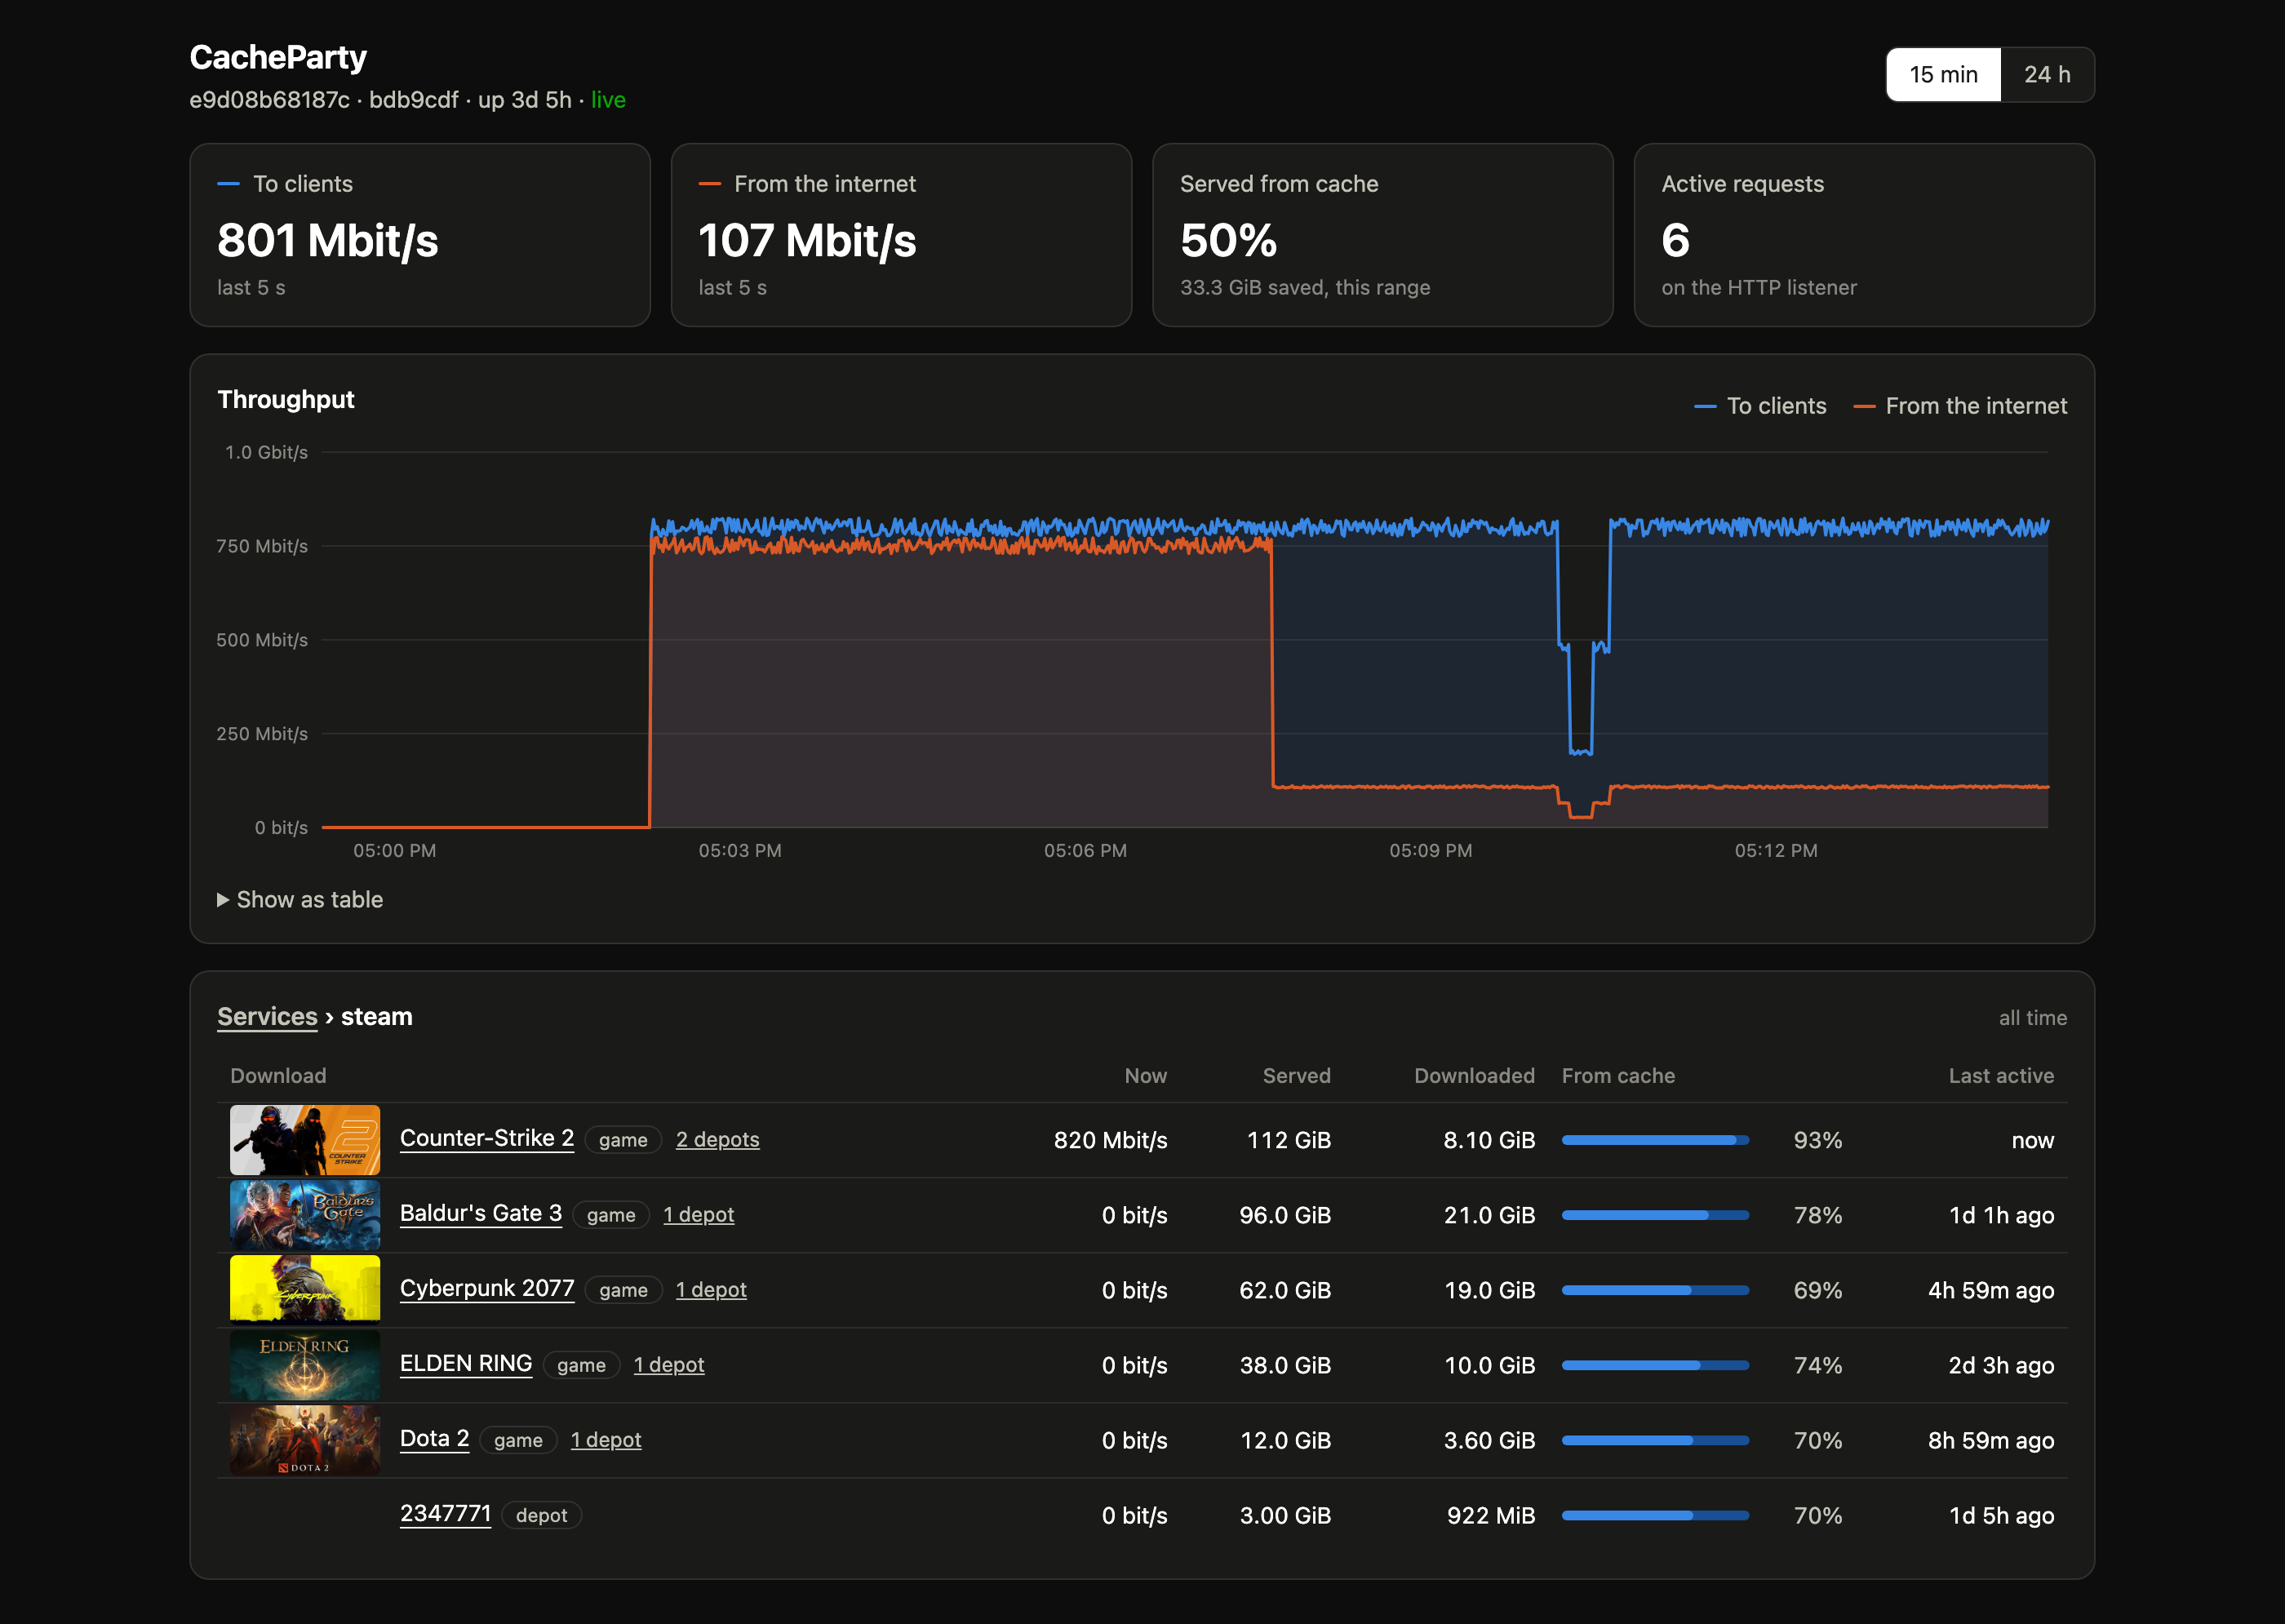 CacheParty
e9d08b68187c · bdb9cdf · up 3d 5h · live
15 min 24 h
To clients
801 Mbit/s
last 5 s
From the internet
107 Mbit/s
last 5 s
Served from cache
50%
33.3 GiB saved, this range
Active requests
6
on the HTTP listener
Throughput
To clients From the internet
1.0 Gbit/s
750 Mbit/s
500 Mbit/s
250 Mbit/s
0 bit/s
05:00 PM 05:03 PM 05:06 PM 05:09 PM 05:12 PM
▶ Show as table
Services › steam all time
Download Now Served Downloaded From cache Last active
2
COUNTER
STRIKE
Counter-Strike 2 game 2 depots 820 Mbit/s 112 GiB 8.10 GiB 93% now
Baldur's
Gate
Baldur's Gate 3 game 1 depot 0 bit/s 96.0 GiB 21.0 GiB 78% 1d 1h ago
Cyberpunk
Cyberpunk 2077 game 1 depot 0 bit/s 62.0 GiB 19.0 GiB 69% 4h 59m ago
ELDEN RING
ELDEN RING game 1 depot 0 bit/s 38.0 GiB 10.0 GiB 74% 2d 3h ago
DOTA 2
Dota 2 game 1 depot 0 bit/s 12.0 GiB 3.60 GiB 70% 8h 59m ago
2347771 depot 0 bit/s 3.00 GiB 922 MiB 70% 1d 5h ago